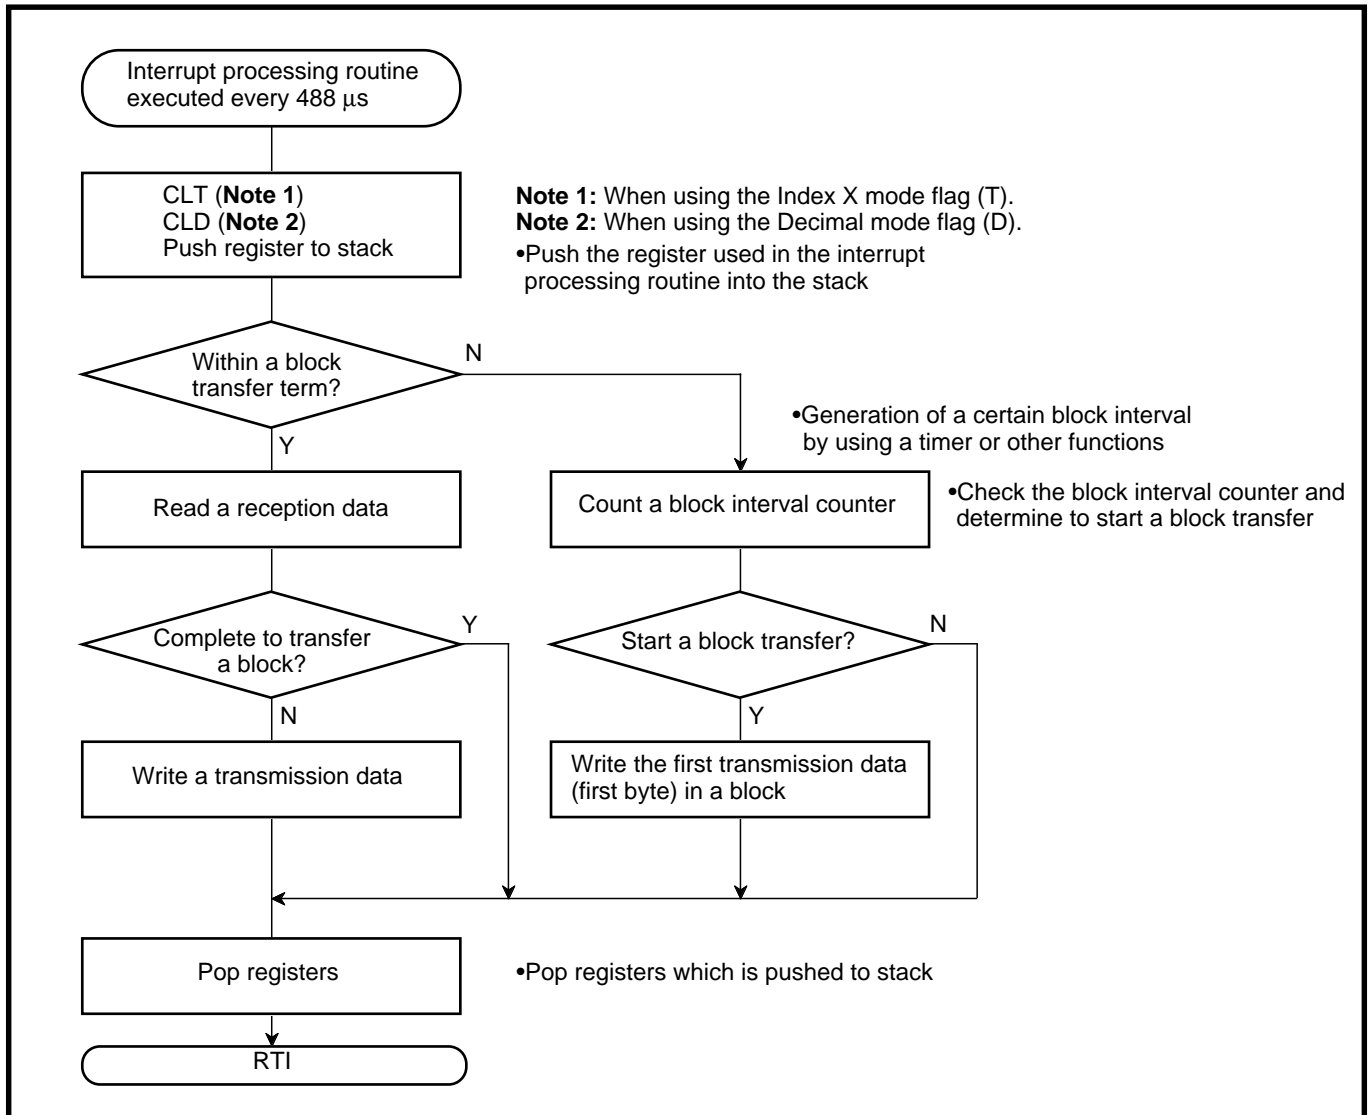 Interrupt processing routine
executed every 488 µs
CLT (Note 1)
CLD (Note 2)
Push register to stack
Note 1: When using the Index X mode flag (T).
Note 2: When using the Decimal mode flag (D).
•Push the register used in the interrupt
processing routine into the stack
Within a block
transfer term?
N
Y
•Generation of a certain block interval
by using a timer or other functions
Read a reception data
Count a block interval counter
•Check the block interval counter and
determine to start a block transfer
Complete to transfer
a block?
Y
N
Start a block transfer?
N
Y
Write a transmission data
Write the first transmission data
(first byte) in a block
Pop registers
•Pop registers which is pushed to stack
RTI